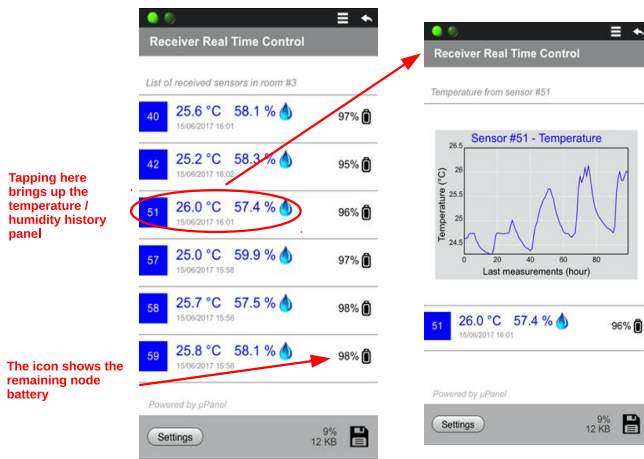 Receiver Real Time Control
List of received sensors in room #3
40 25.6 °C 58.1 % 97%
15/06/2017 16:01
42 25.2 °C 58.3 % 95%
15/06/2017 16:02
51 26.0 °C 57.4 % 96%
15/06/2017 16:01
57 25.0 °C 59.9 % 97%
15/06/2017 15:58
58 25.7 °C 57.5 % 98%
15/06/2017 15:56
59 25.8 °C 58.1 % 98%
15/06/2017 15:56
Powered by µPanel
Settings
9%
12 KB
Tapping here
brings up the
temperature /
humidity history
panel
The icon shows the
remaining node
battery
Receiver Real Time Control
Temperature from sensor #51
Sensor #51 - Temperature
Temperature (°C)
26.5
26
25.5
25
24.5
0 20 40 60 80
Last measurements (hour)
51 26.0 °C 57.4 % 96%
15/06/2017 16:01
Powered by µPanel
Settings
9%
12 KB